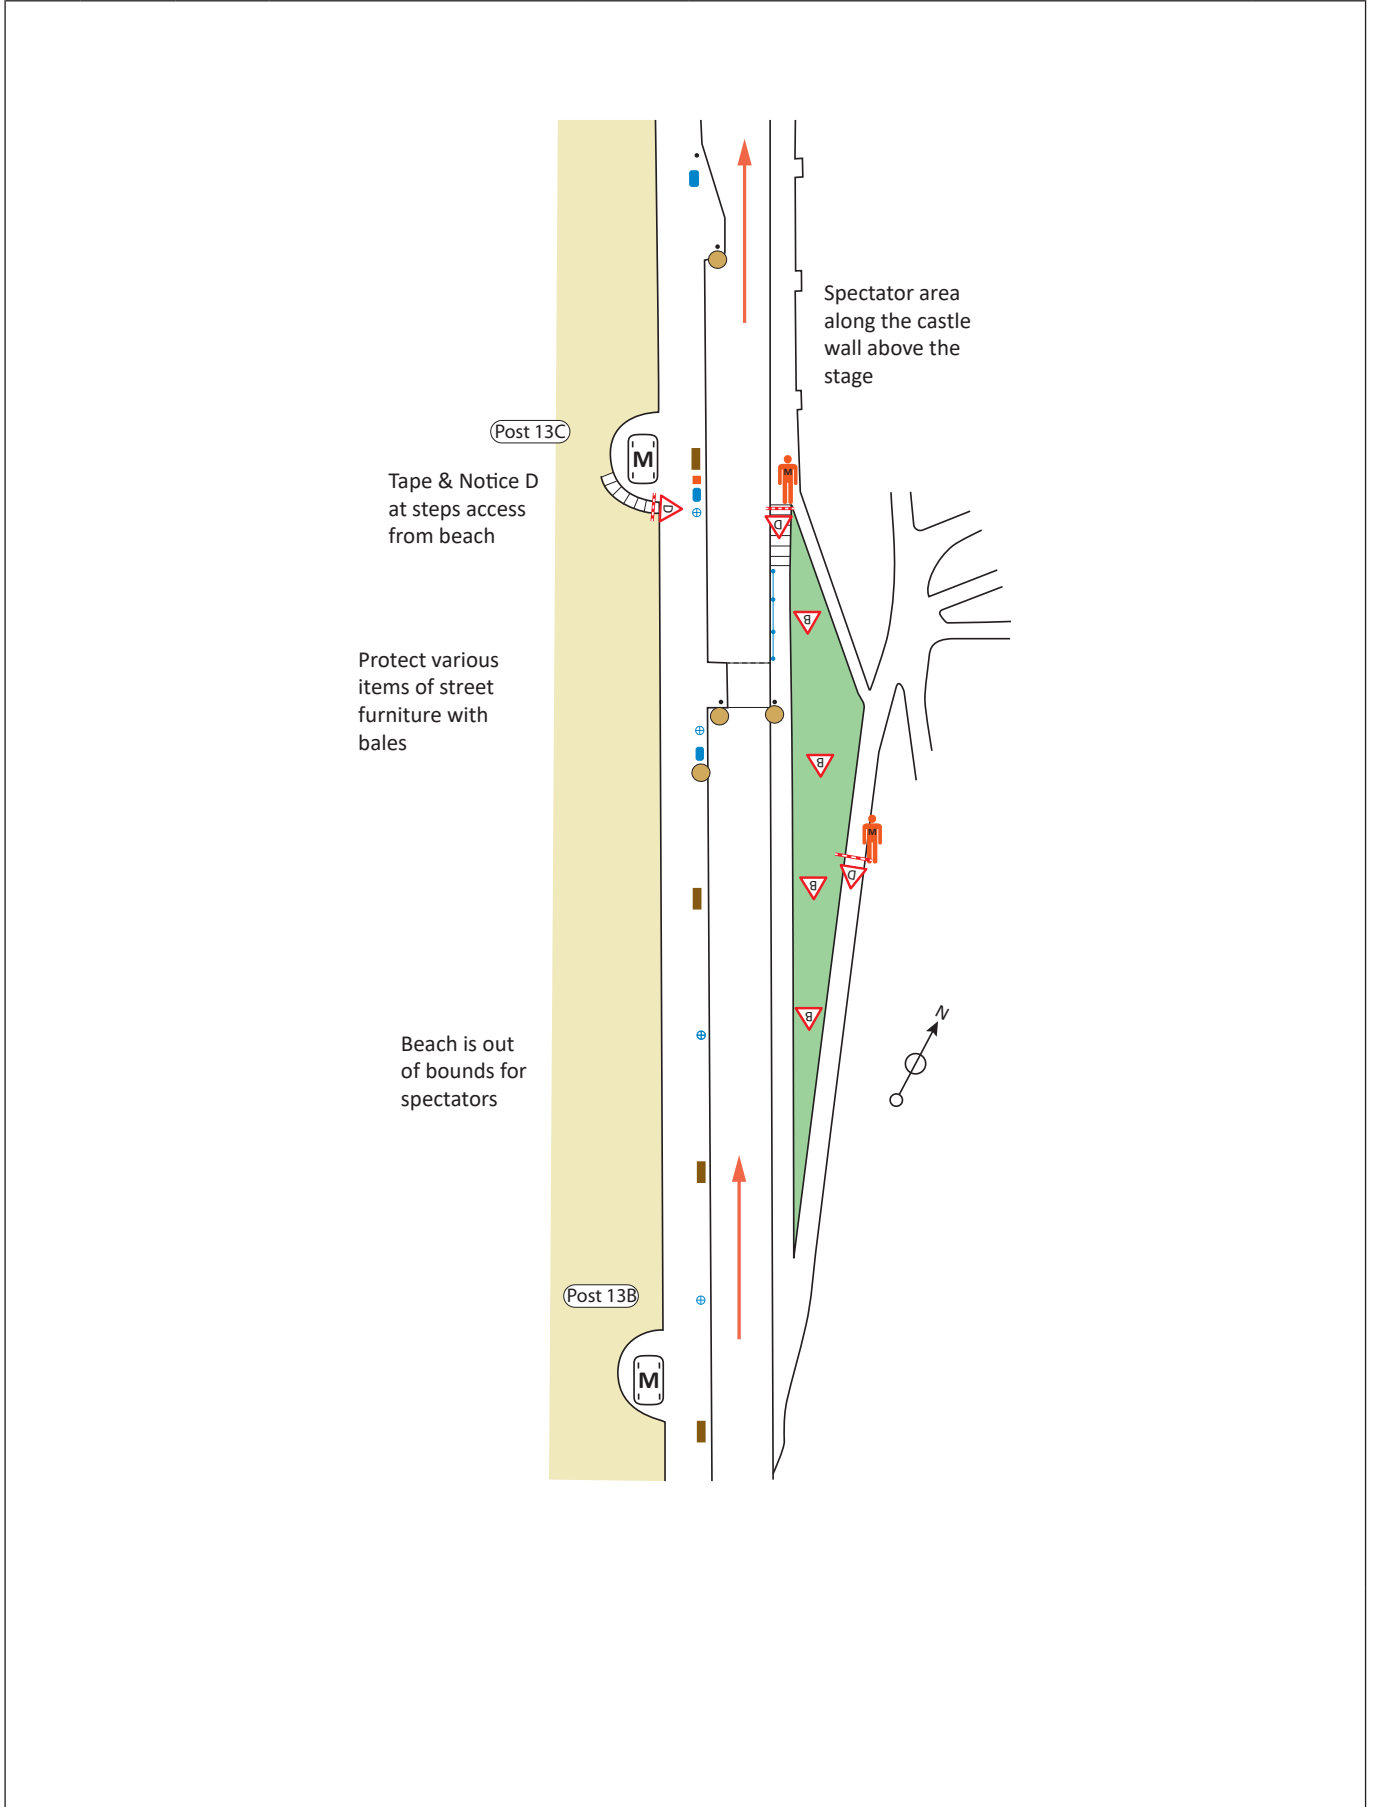 Spectator area
along the castle
wall above the
stage
Post 13C
M
M
Tape & Notice D
at steps access
from beach
D
D
B
Protect various
items of street
furniture with
bales
B
M
D
B
N
B
Beach is out
of bounds for
spectators
Post 13B
M